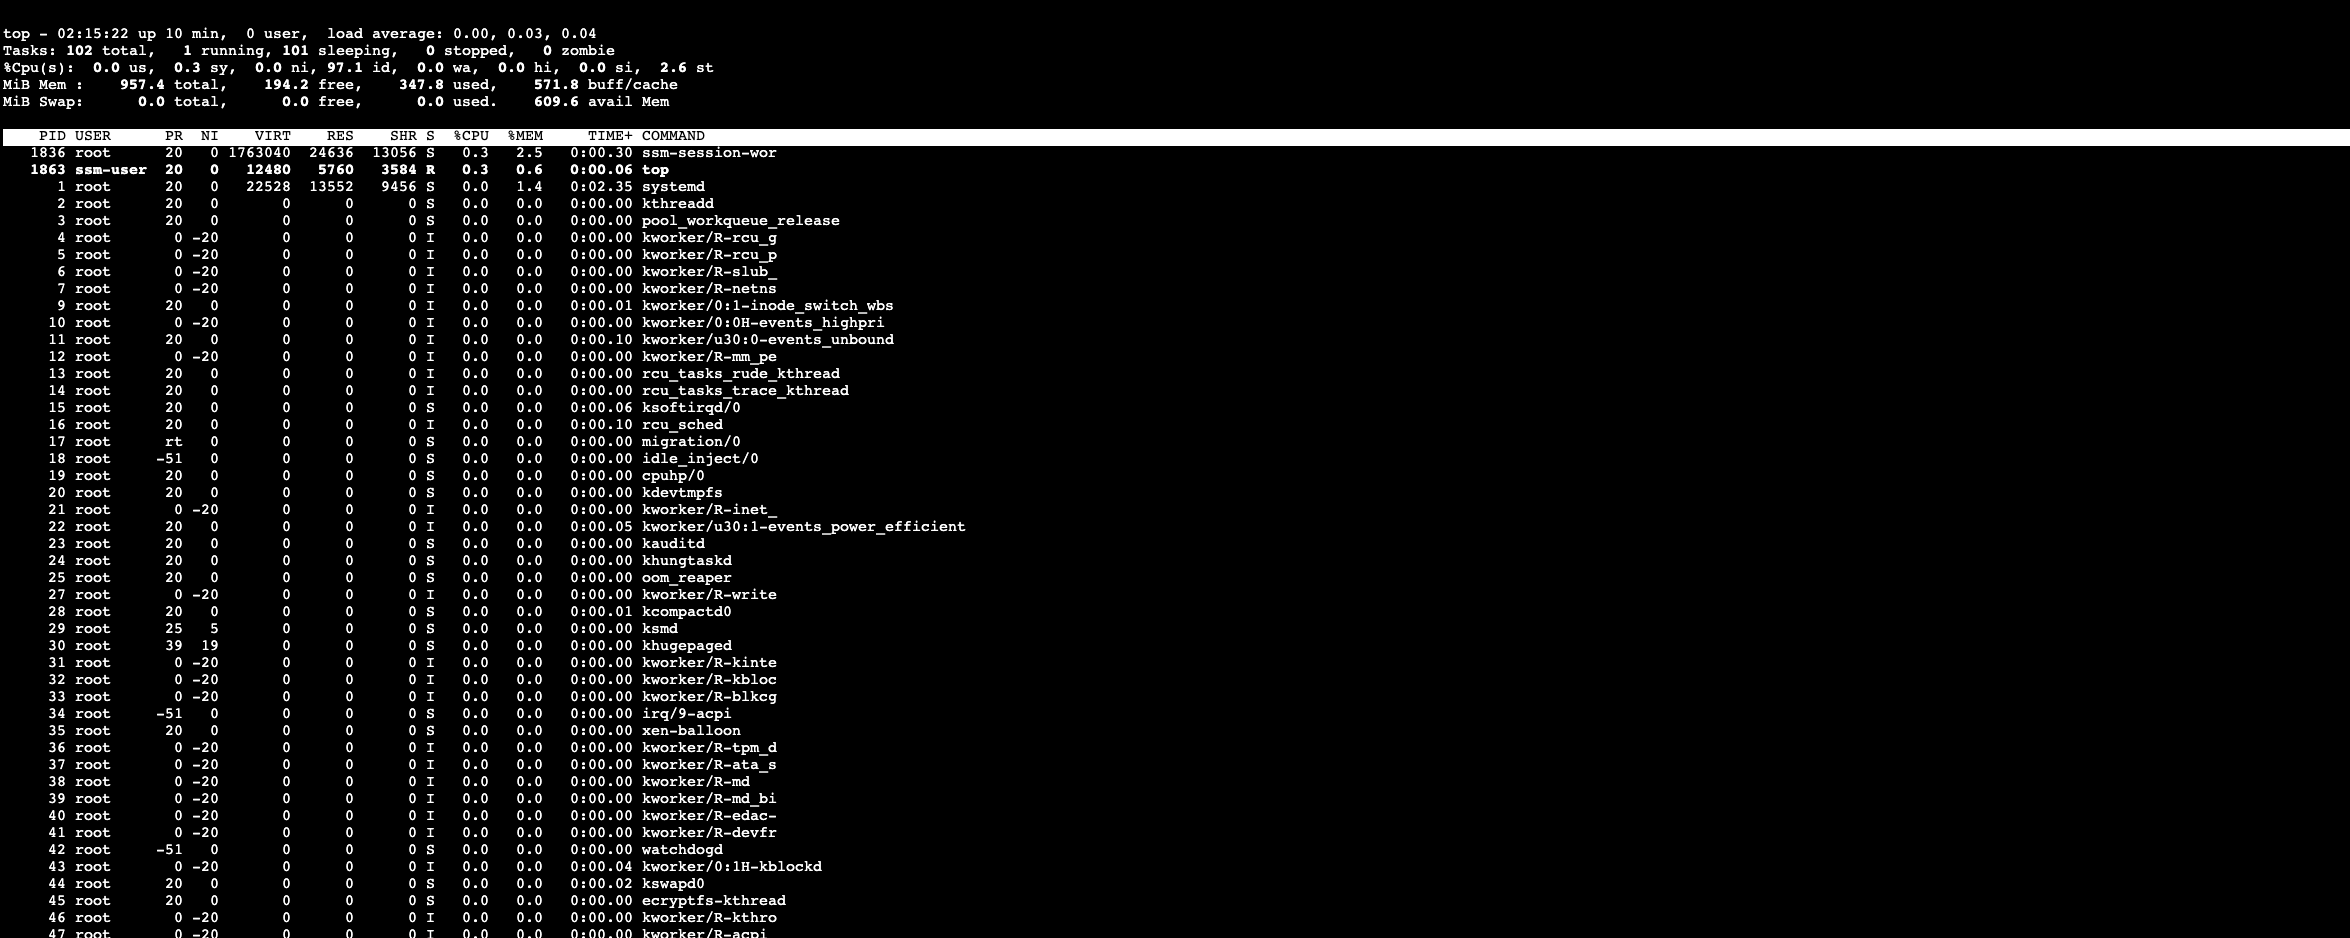 top - 02:15:22 up 10 min,  0 user,  load average: 0.00, 0.03, 0.04
Tasks: 102 total,   1 running, 101 sleeping,   0 stopped,   0 zombie
%Cpu(s):  0.0 us,  0.3 sy,  0.0 ni, 97.1 id,  0.0 wa,  0.0 hi,  0.0 si,  2.6 st
MiB Mem :    957.4 total,    194.2 free,    347.8 used,    571.8 buff/cache
MiB Swap:      0.0 total,      0.0 free,      0.0 used.    609.6 avail Mem
PID USER      PR  NI    VIRT    RES    SHR S  %CPU  %MEM     TIME+ COMMAND
1836 root      20   0 1763040  24636  13056 S   0.3   2.5   0:00.30 ssm-session-wor
1863 ssm-user  20   0   12480   5760   3584 R   0.3   0.6   0:00.06 top
1 root      20   0   22528  13552   9456 S   0.0   1.4   0:02.35 systemd
2 root      20   0       0      0      0 S   0.0   0.0   0:00.00 kthreadd
3 root      20   0       0      0      0 S   0.0   0.0   0:00.00 pool_workqueue_release
4 root       0 -20       0      0      0 I   0.0   0.0   0:00.00 kworker/R-rcu_g
5 root       0 -20       0      0      0 I   0.0   0.0   0:00.00 kworker/R-rcu_p
6 root       0 -20       0      0      0 I   0.0   0.0   0:00.00 kworker/R-slub_
7 root       0 -20       0      0      0 I   0.0   0.0   0:00.00 kworker/R-netns
9 root      20   0       0      0      0 I   0.0   0.0   0:00.01 kworker/0:1-inode_switch_wbs
10 root       0 -20       0      0      0 I   0.0   0.0   0:00.00 kworker/0:0H-events_highpri
11 root      20   0       0      0      0 I   0.0   0.0   0:00.10 kworker/u30:0-events_unbound
12 root       0 -20       0      0      0 I   0.0   0.0   0:00.00 kworker/R-mm_pe
13 root      20   0       0      0      0 I   0.0   0.0   0:00.00 rcu_tasks_rude_kthread
14 root      20   0       0      0      0 I   0.0   0.0   0:00.00 rcu_tasks_trace_kthread
15 root      20   0       0      0      0 S   0.0   0.0   0:00.06 ksoftirqd/0
16 root      20   0       0      0      0 I   0.0   0.0   0:00.10 rcu_sched
17 root      rt   0       0      0      0 S   0.0   0.0   0:00.00 migration/0
18 root     -51   0       0      0      0 S   0.0   0.0   0:00.00 idle_inject/0
19 root      20   0       0      0      0 S   0.0   0.0   0:00.00 cpuhp/0
20 root      20   0       0      0      0 S   0.0   0.0   0:00.00 kdevtmpfs
21 root       0 -20       0      0      0 I   0.0   0.0   0:00.00 kworker/R-inet_
22 root      20   0       0      0      0 I   0.0   0.0   0:00.05 kworker/u30:1-events_power_efficient
23 root      20   0       0      0      0 S   0.0   0.0   0:00.00 kauditd
24 root      20   0       0      0      0 S   0.0   0.0   0:00.00 khungtaskd
25 root      20   0       0      0      0 S   0.0   0.0   0:00.00 oom_reaper
27 root       0 -20       0      0      0 I   0.0   0.0   0:00.00 kworker/R-write
28 root      20   0       0      0      0 S   0.0   0.0   0:00.01 kcompactd0
29 root      25   5       0      0      0 S   0.0   0.0   0:00.00 ksmd
30 root      39  19       0      0      0 S   0.0   0.0   0:00.00 khugepaged
31 root       0 -20       0      0      0 I   0.0   0.0   0:00.00 kworker/R-kinte
32 root       0 -20       0      0      0 I   0.0   0.0   0:00.00 kworker/R-kbloc
33 root       0 -20       0      0      0 I   0.0   0.0   0:00.00 kworker/R-blkcg
34 root     -51   0       0      0      0 S   0.0   0.0   0:00.00 irq/9-acpi
35 root      20   0       0      0      0 S   0.0   0.0   0:00.00 xen-balloon
36 root       0 -20       0      0      0 I   0.0   0.0   0:00.00 kworker/R-tpm_d
37 root       0 -20       0      0      0 I   0.0   0.0   0:00.00 kworker/R-ata_s
38 root       0 -20       0      0      0 I   0.0   0.0   0:00.00 kworker/R-md
39 root       0 -20       0      0      0 I   0.0   0.0   0:00.00 kworker/R-md_bi
40 root       0 -20       0      0      0 I   0.0   0.0   0:00.00 kworker/R-edac-
41 root       0 -20       0      0      0 I   0.0   0.0   0:00.00 kworker/R-devfr
42 root     -51   0       0      0      0 S   0.0   0.0   0:00.00 watchdogd
43 root       0 -20       0      0      0 I   0.0   0.0   0:00.04 kworker/0:1H-kblockd
44 root      20   0       0      0      0 S   0.0   0.0   0:00.02 kswapd0
45 root      20   0       0      0      0 S   0.0   0.0   0:00.00 ecryptfs-kthread
46 root       0 -20       0      0      0 I   0.0   0.0   0:00.00 kworker/R-kthro
47 root       0 -20       0      0      0 I   0.0   0.0   0:00.00 kworker/R-acpi_